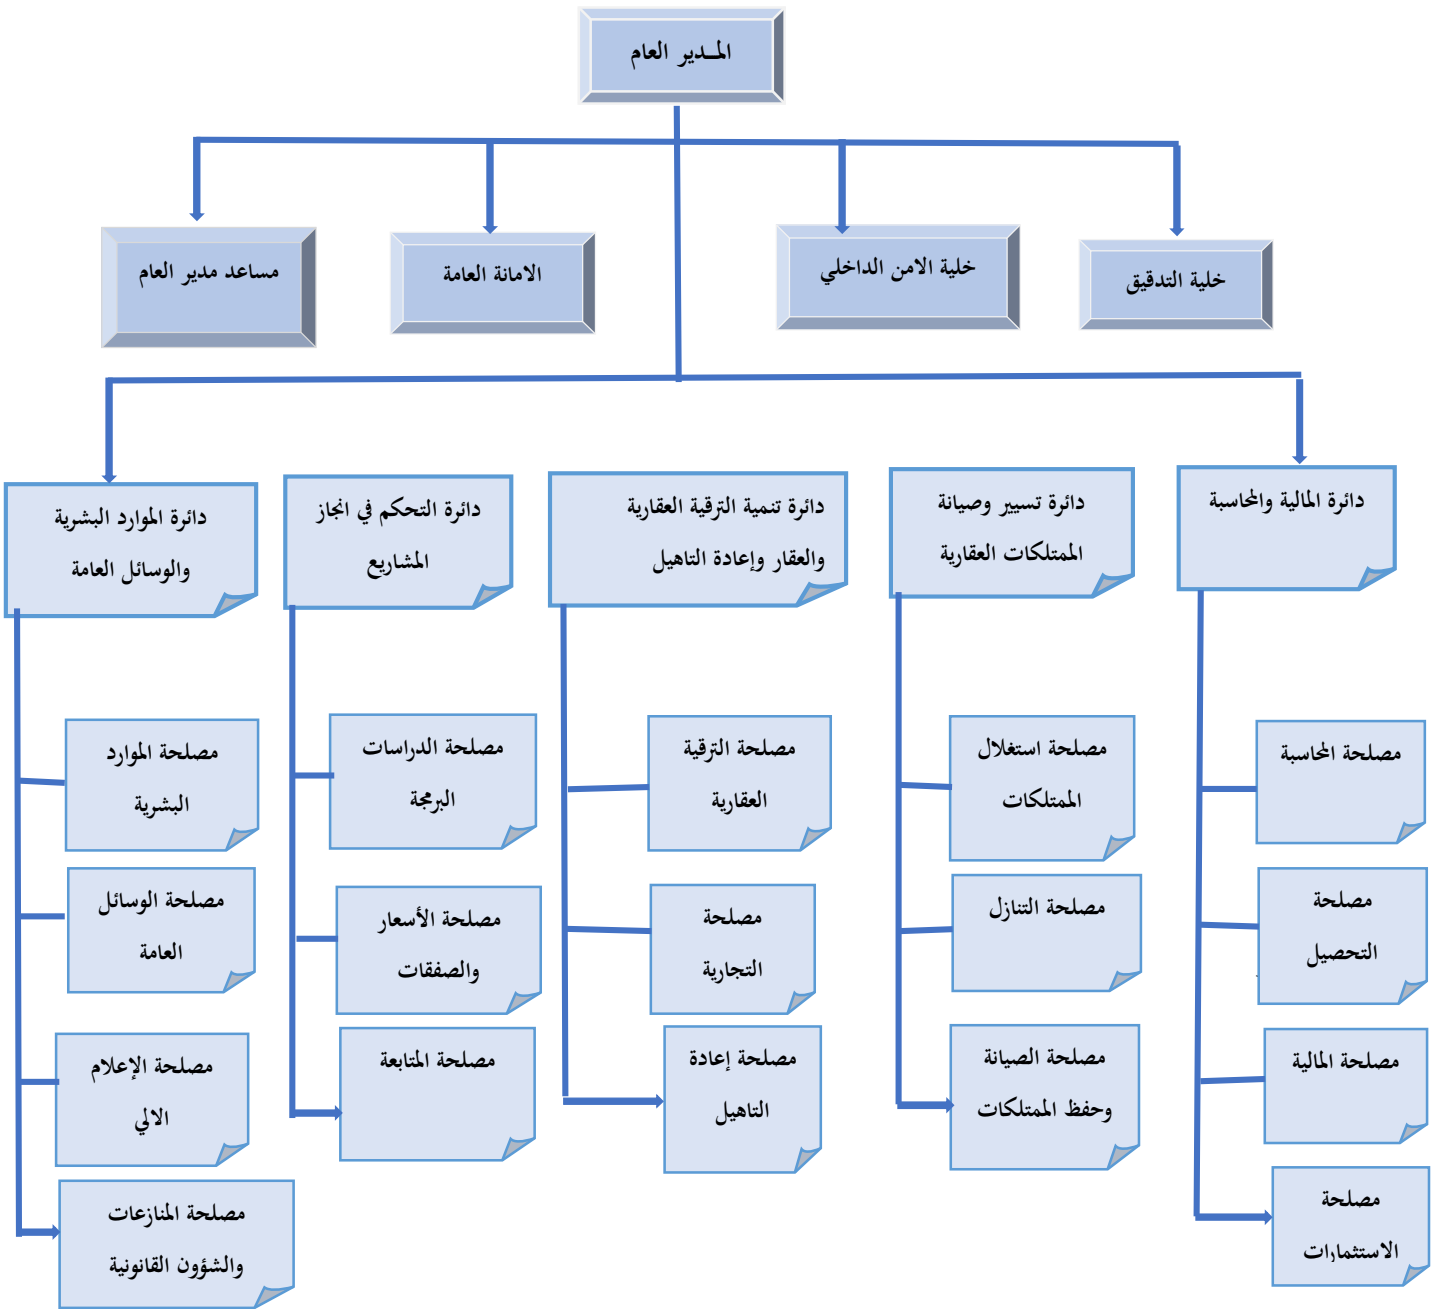 المـدير العام
خلية التدقيق
خلية الامن الداخلي
الامانة العامة
مساعد مدير العام
دائرة المالية والمحاسبة
دائرة تسيير وصيانة
الممتلكات العقارية
دائرة تنمية الترقية العقارية
والعقار وإعادة التاهيل
دائرة التحكم في انجاز
المشاريع
دائرة الموارد البشرية
والوسائل العامة
مصلحة المحاسبة
مصلحة
التحصيل
مصلحة المالية
مصلحة
الاستثمارات
مصلحة استغلال
الممتلكات
مصلحة التنازل
مصلحة الصيانة
وحفظ الممتلكات
مصلحة الترقية
العقارية
مصلحة
التجارية
مصلحة إعادة
التاهيل
مصلحة الدراسات
البرمجة
مصلحة الأسعار
والصفقات
مصلحة المتابعة
مصلحة الموارد
البشرية
مصلحة الوسائل
العامة
مصلحة الإعلام
الالي
مصلحة المنازعات
والشؤون القانونية